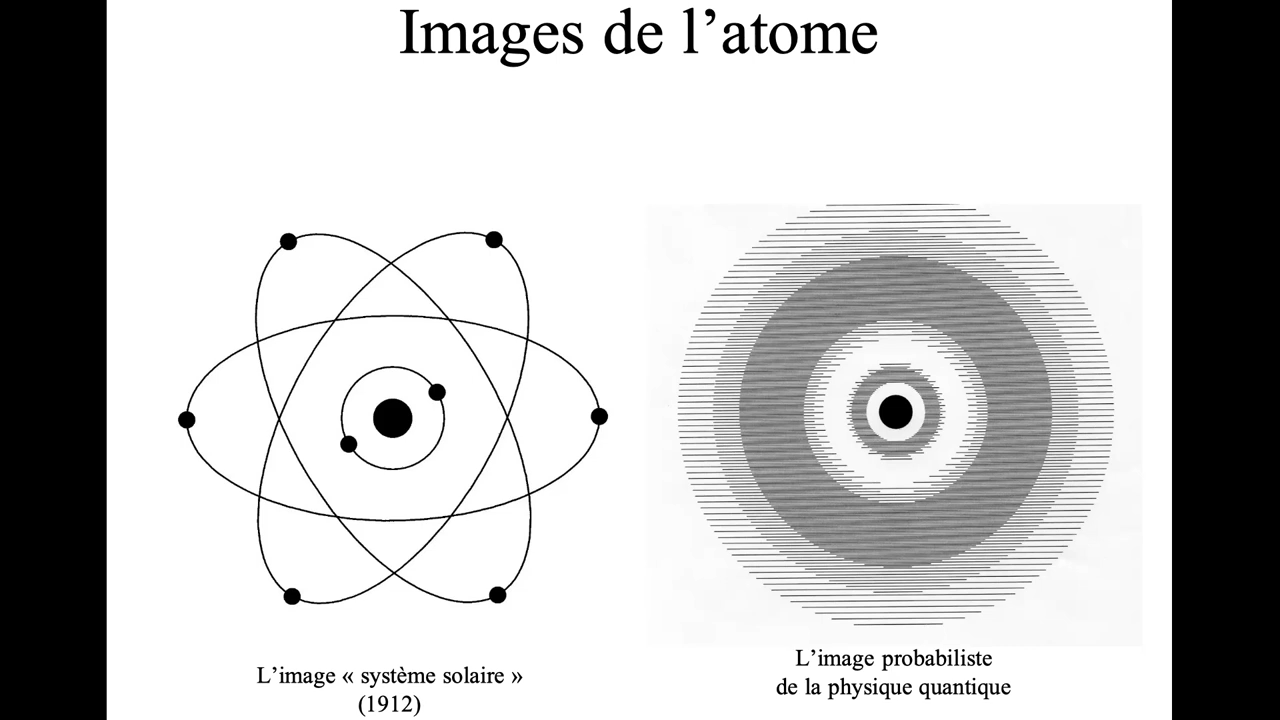 Images de l’atome
L’image « système solaire »
(1912)
L’image probabiliste
de la physique quantique